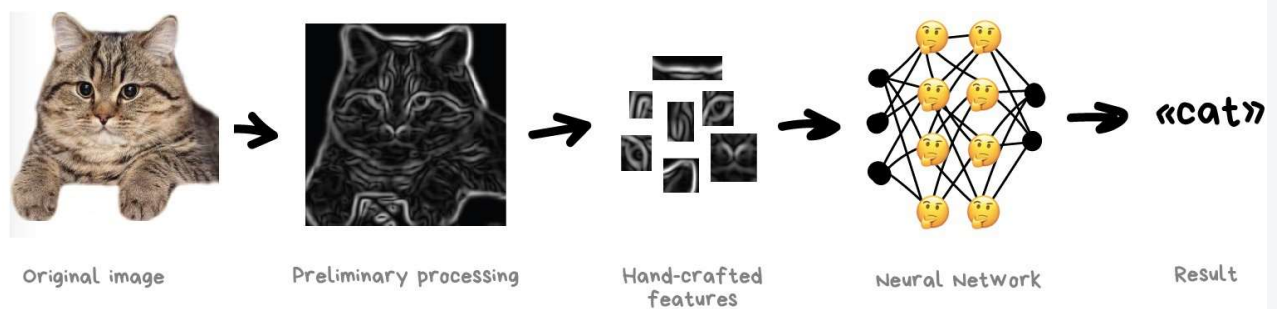 «cat»
Original image
Preliminary processing
Hand-crafted
features
Neural Network
Result